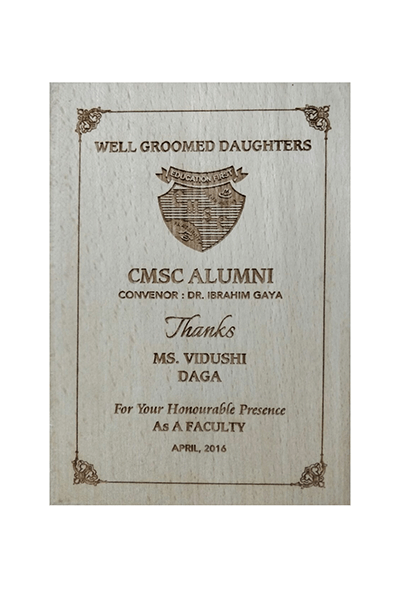 WELL GROOMED DAUGHTERS
EDUCATION FIRST
CMSC ALUMNI
CONVENOR : DR. IBRAHIM GAYA
Thanks
MS. VIDUSHI
DAGA
For Your Honourable Presence
As A FACULTY
APRIL, 2016